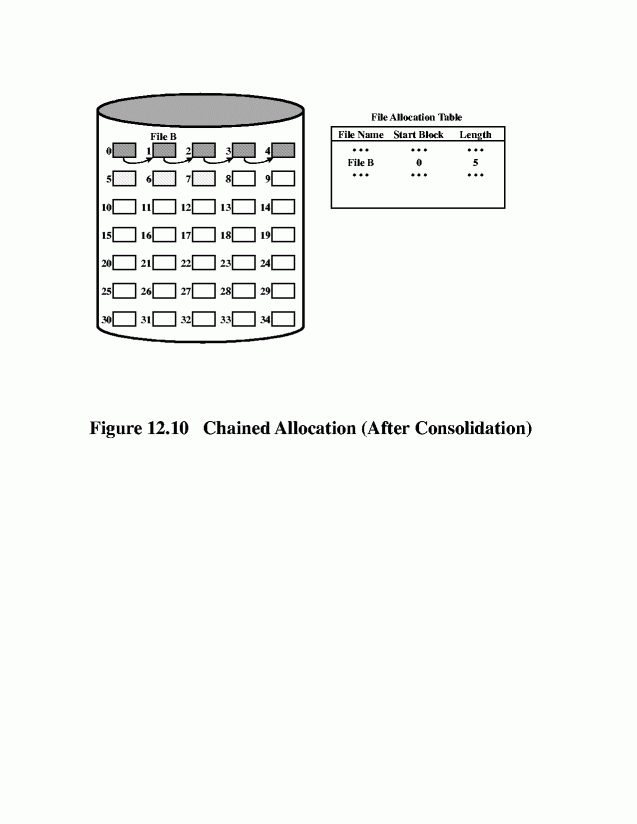 File Allocation Table
File B
File Name Start Block Length
0 1 2 3 4
• • • • • • • • •
File B 0 5
• • • • • • • • •
5 6 7 8 9
10 11 12 13 14
15 16 17 18 19
20 21 22 23 24
25 26 27 28 29
30 31 32 33 34
Figure 12.10 Chained Allocation (After Consolidation)